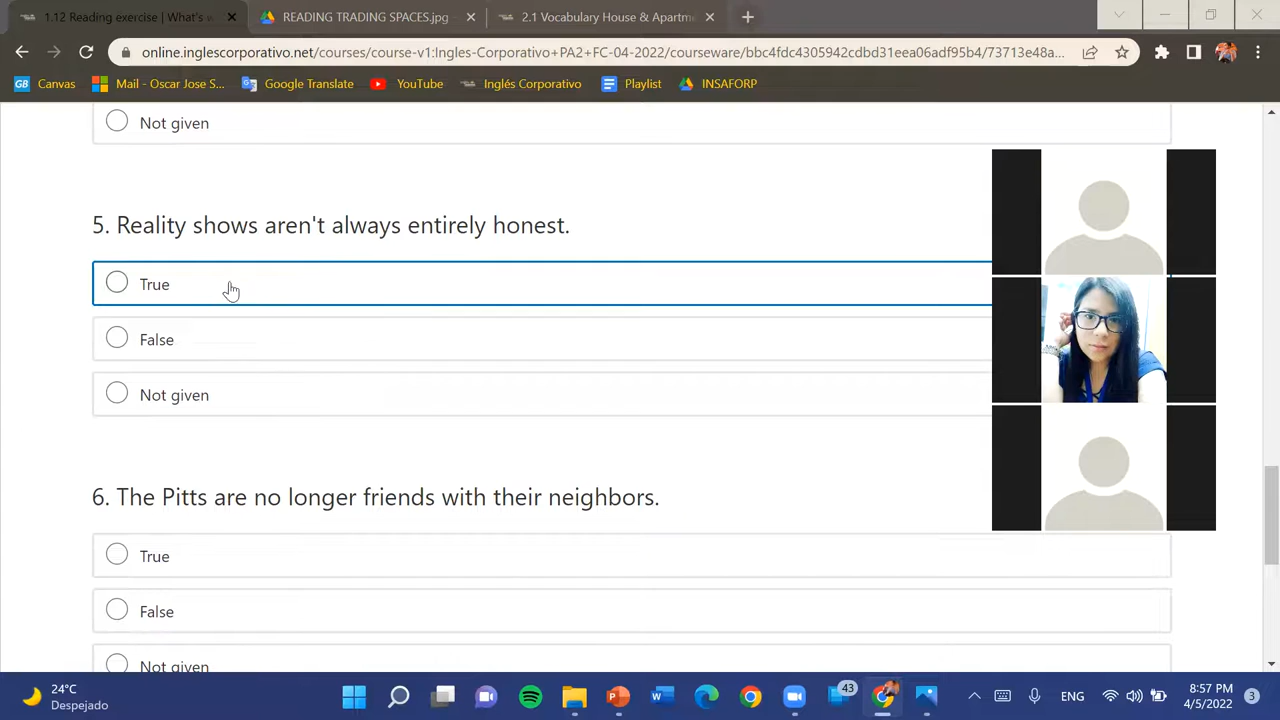 1.12 Reading exercise | What's w
READING TRADING SPACES.jpg
2.1 Vocabulary House & Apartm
online.inglescorporativo.net/courses/course-v1:Ingles-Corporativo+PA2+FC-04-2022/courseware/bbc4fdc4305942cdbd31eea06adf95b4/73713e48a...
GB Canvas
Mail - Oscar Jose S...
Google Translate
YouTube
Inglés Corporativo
Playlist
INSAFORP
Not given
5. Reality shows aren't always entirely honest.
True
False
Not given
6. The Pitts are no longer friends with their neighbors.
True
False
Not given
24°C
Despejado
43
ENG
8:57 PM
4/5/2022
3